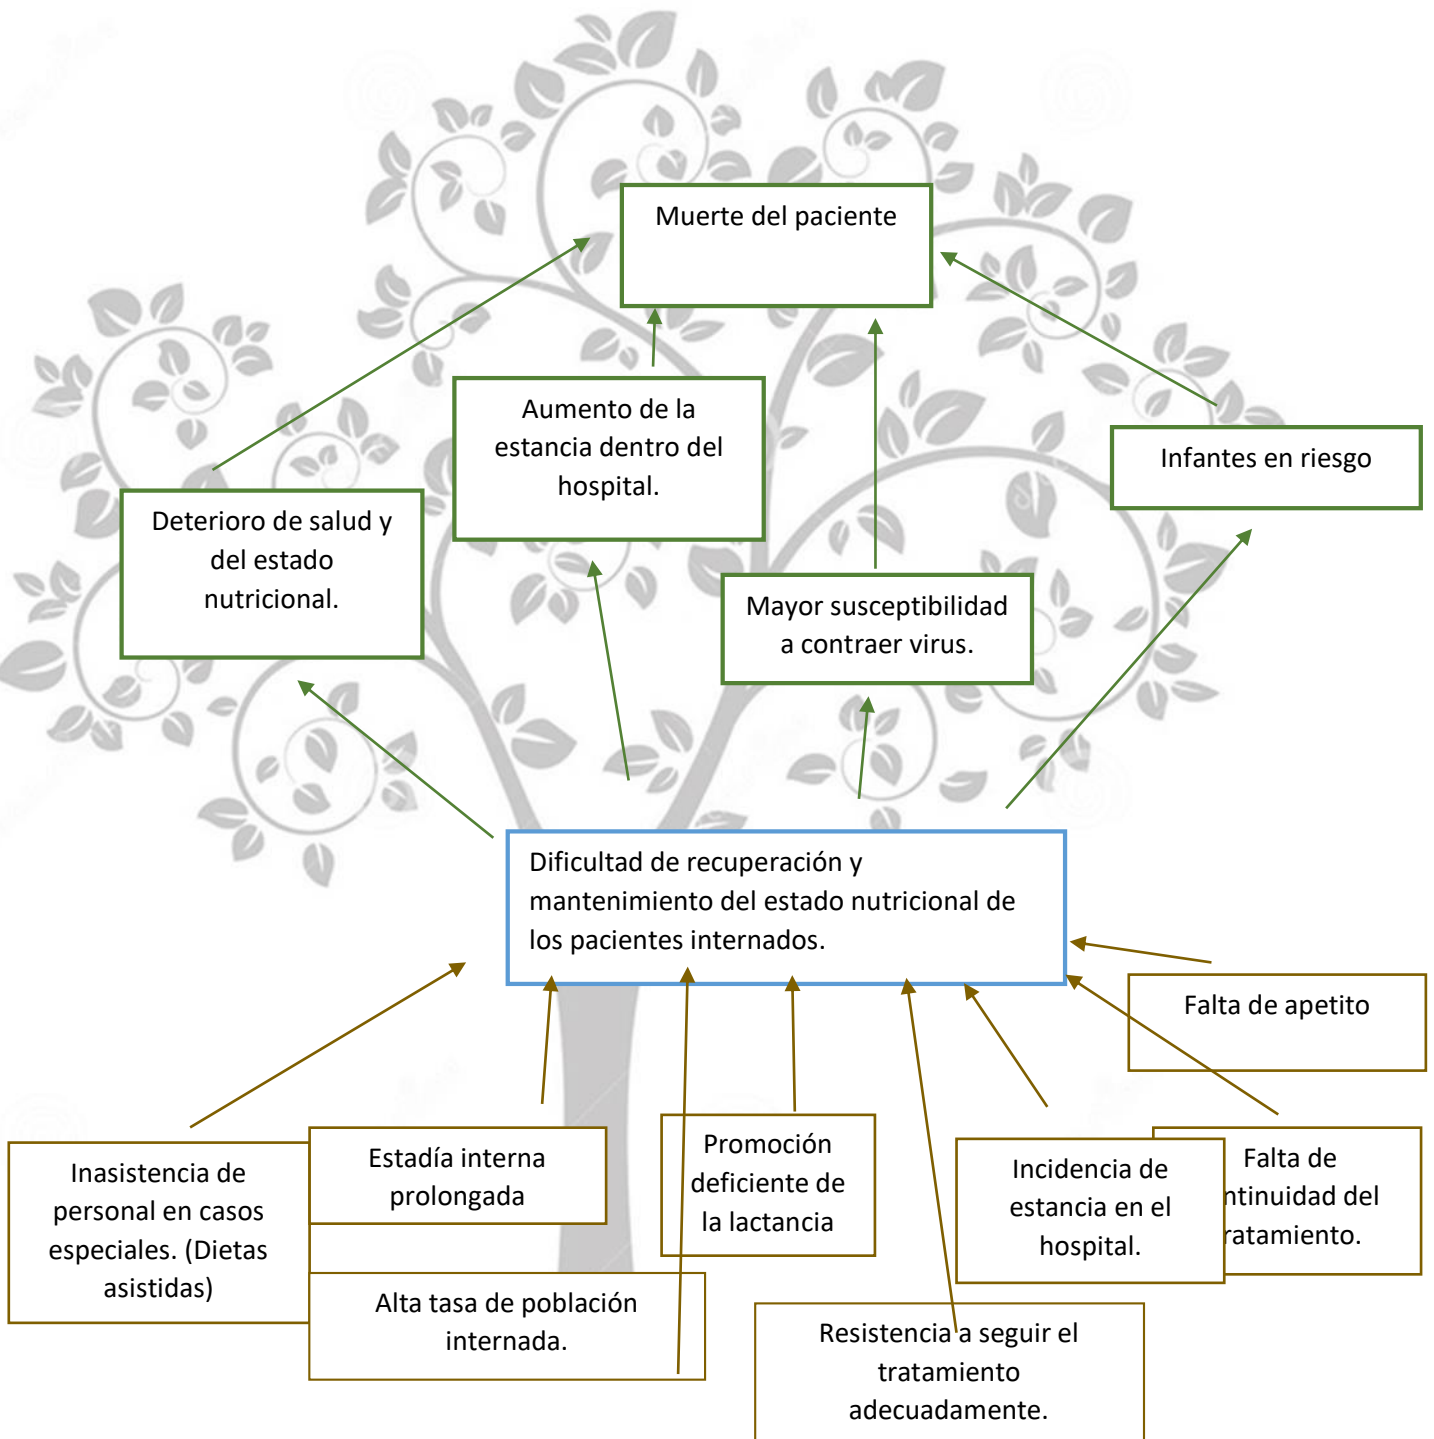 Muerte del paciente
Aumento de la
estancia dentro del
hospital.
Infantes en riesgo
Deterioro de salud y
del estado
nutricional.
Mayor susceptibilidad
a contraer virus.
Dificultad de recuperación y
mantenimiento del estado nutricional de
los pacientes internados.
Falta de apetito
Inasistencia de
personal en casos
especiales. (Dietas
asistidas)
Estadía interna
prolongada
Promoción
deficiente de
la lactancia
Incidencia de
estancia en el
hospital.
Falta de
ntinuidad del
ratamiento.
Alta tasa de población
internada.
Resistencia a seguir el
tratamiento
adecuadamente.